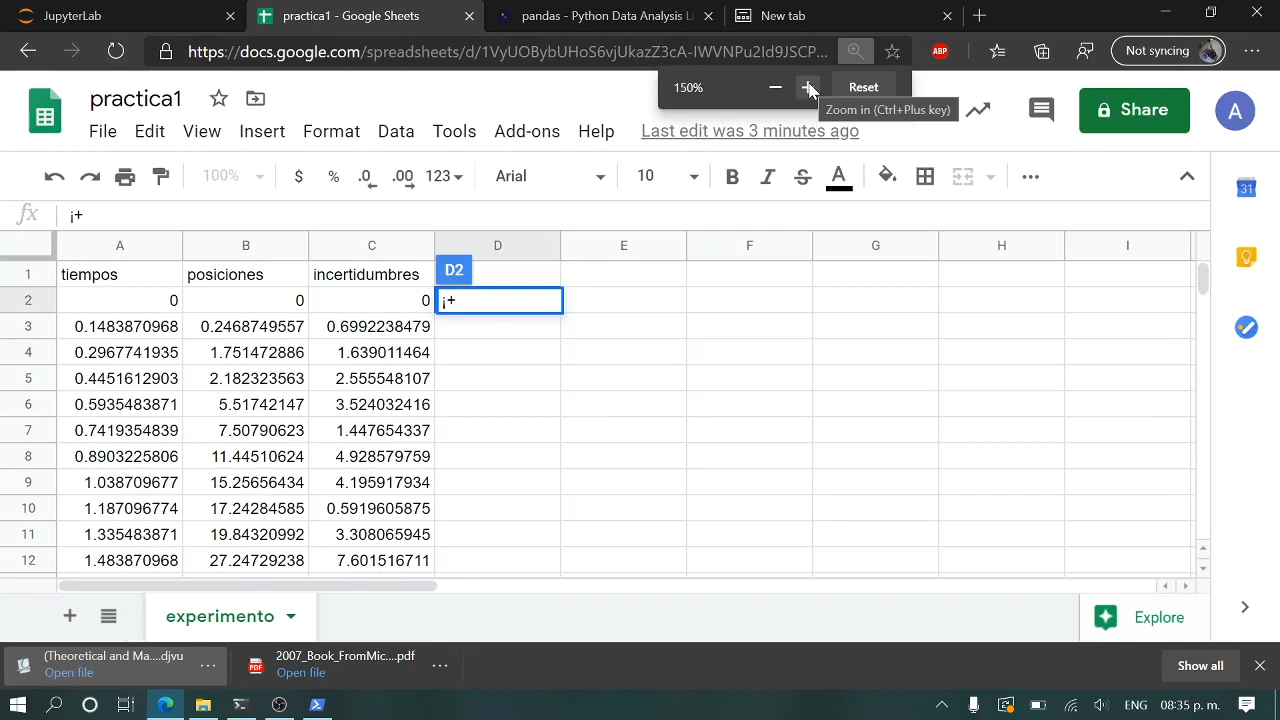 JupyterLab
practica1 - Google Sheets
pandas - Python Data Analysis Li
New tab
https://docs.google.com/spreadsheets/d/1VyUOBybUHoS6vjUkazZ3cA-IWVNPu2Id9JSCP...
ABP
Not syncing
150%
Reset
Zoom in (Ctrl+Plus key)
practica1
File Edit View Insert Format Data Tools Add-ons Help
Last edit was 3 minutes ago
Share
A
100% $ % .0 .00 123 Arial 10 B I S A
31
fx ¡+
A B C D E F G H I
1 tiempos posiciones incertidumbres
D2
2 0 0 0 ¡+
3 0.1483870968 0.2468749557 0.6992238479
4 0.2967741935 1.751472886 1.639011464
5 0.4451612903 2.182323563 2.555548107
6 0.5935483871 5.51742147 3.524032416
7 0.7419354839 7.50790623 1.447654337
8 0.8903225806 11.44510624 4.928579759
9 1.038709677 15.25656434 4.195917934
10 1.187096774 17.24284585 0.5919605875
11 1.335483871 19.84320992 3.308065945
12 1.483870968 27.24729238 7.601516711
experimento
Explore
(Theoretical and Ma....djvu
Open file
PDF
2007_Book_FromMic....pdf
Open file
Show all
ENG
08:35 p. m.